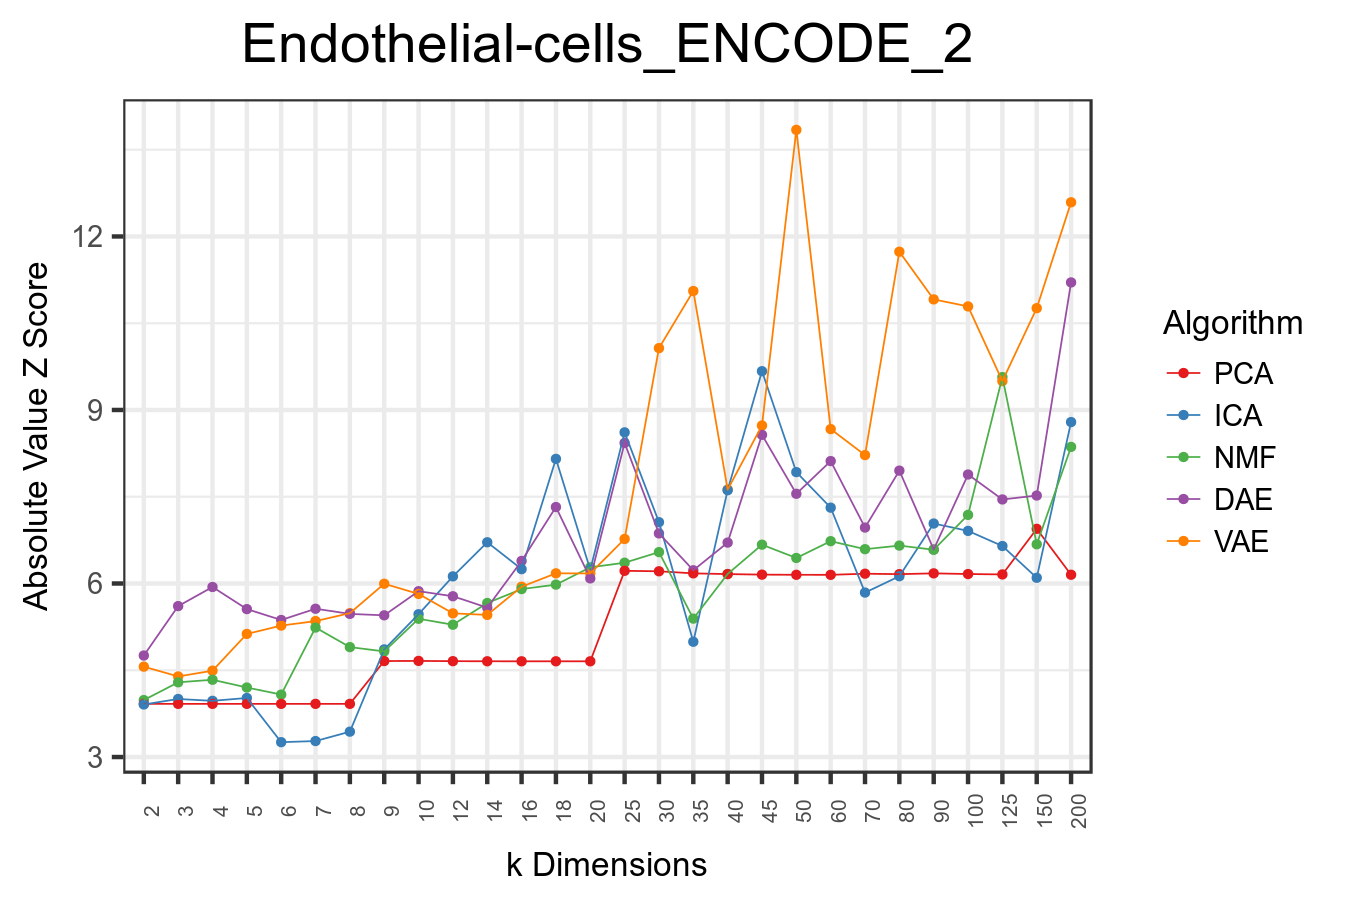 Endothelial-cells_ENCODE_2
Absolute Value Z Score
12
9
6
3
2 3 4 5 6 7 8 9 10 12 14 16 18 20 25 30 35 40 45 50 60 70 80 90 100 125 150 200
k Dimensions
Algorithm
PCA
ICA
NMF
DAE
VAE